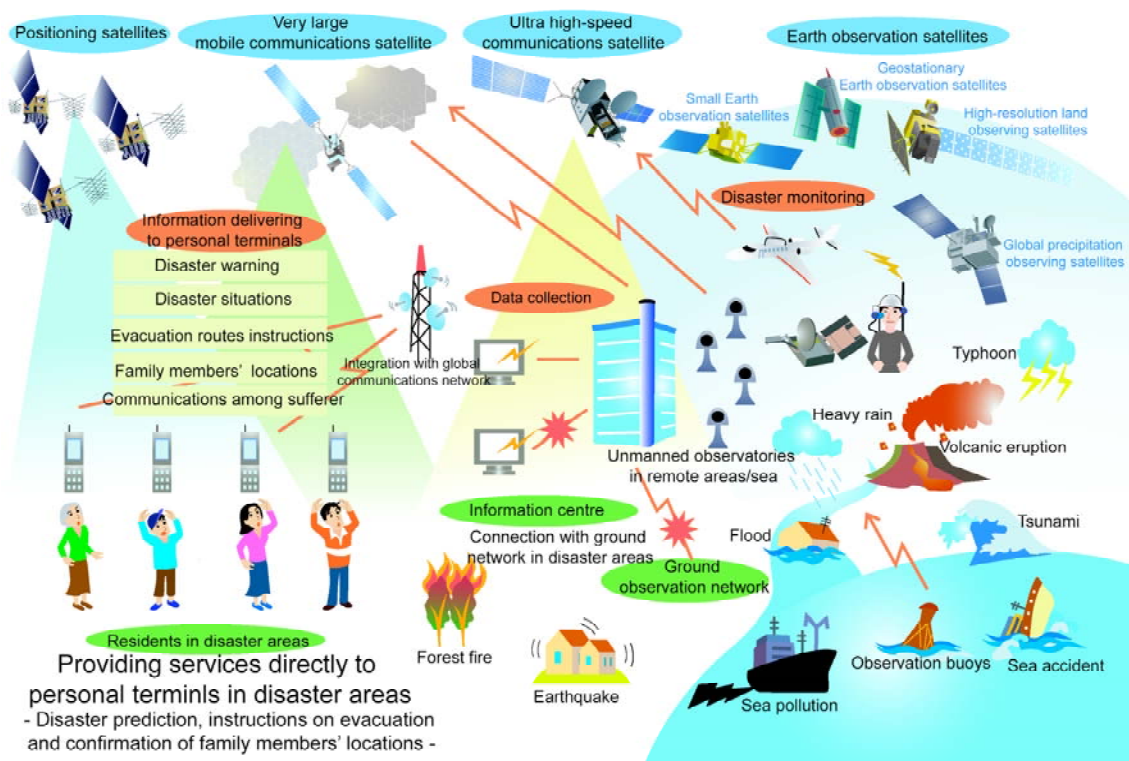 Positioning satellites
Very large
mobile communications satellite
Ultra high-speed
communications satellite
Earth observation satellites
Geostationary
Earth observation satellites
Small Earth
observation satellites
High-resolution land
observing satellites
Disaster monitoring
Global precipitation
observing satellites
Information delivering
to personal terminals
Disaster warning
Disaster situations
Evacuation routes instructions
Family members' locations
Communications among sufferer
Integration with global
communications network
Data collection
Typhoon
Heavy rain
Volcanic eruption
Unmanned observatories
in remote areas/sea
Information centre
Connection with ground
network in disaster areas
Ground
observation network
Flood
Tsunami
Residents in disaster areas
Forest fire
Earthquake
Sea pollution
Observation buoys
Sea accident
Providing services directly to
personal terminls in disaster areas
- Disaster prediction, instructions on evacuation
and confirmation of family members' locations -